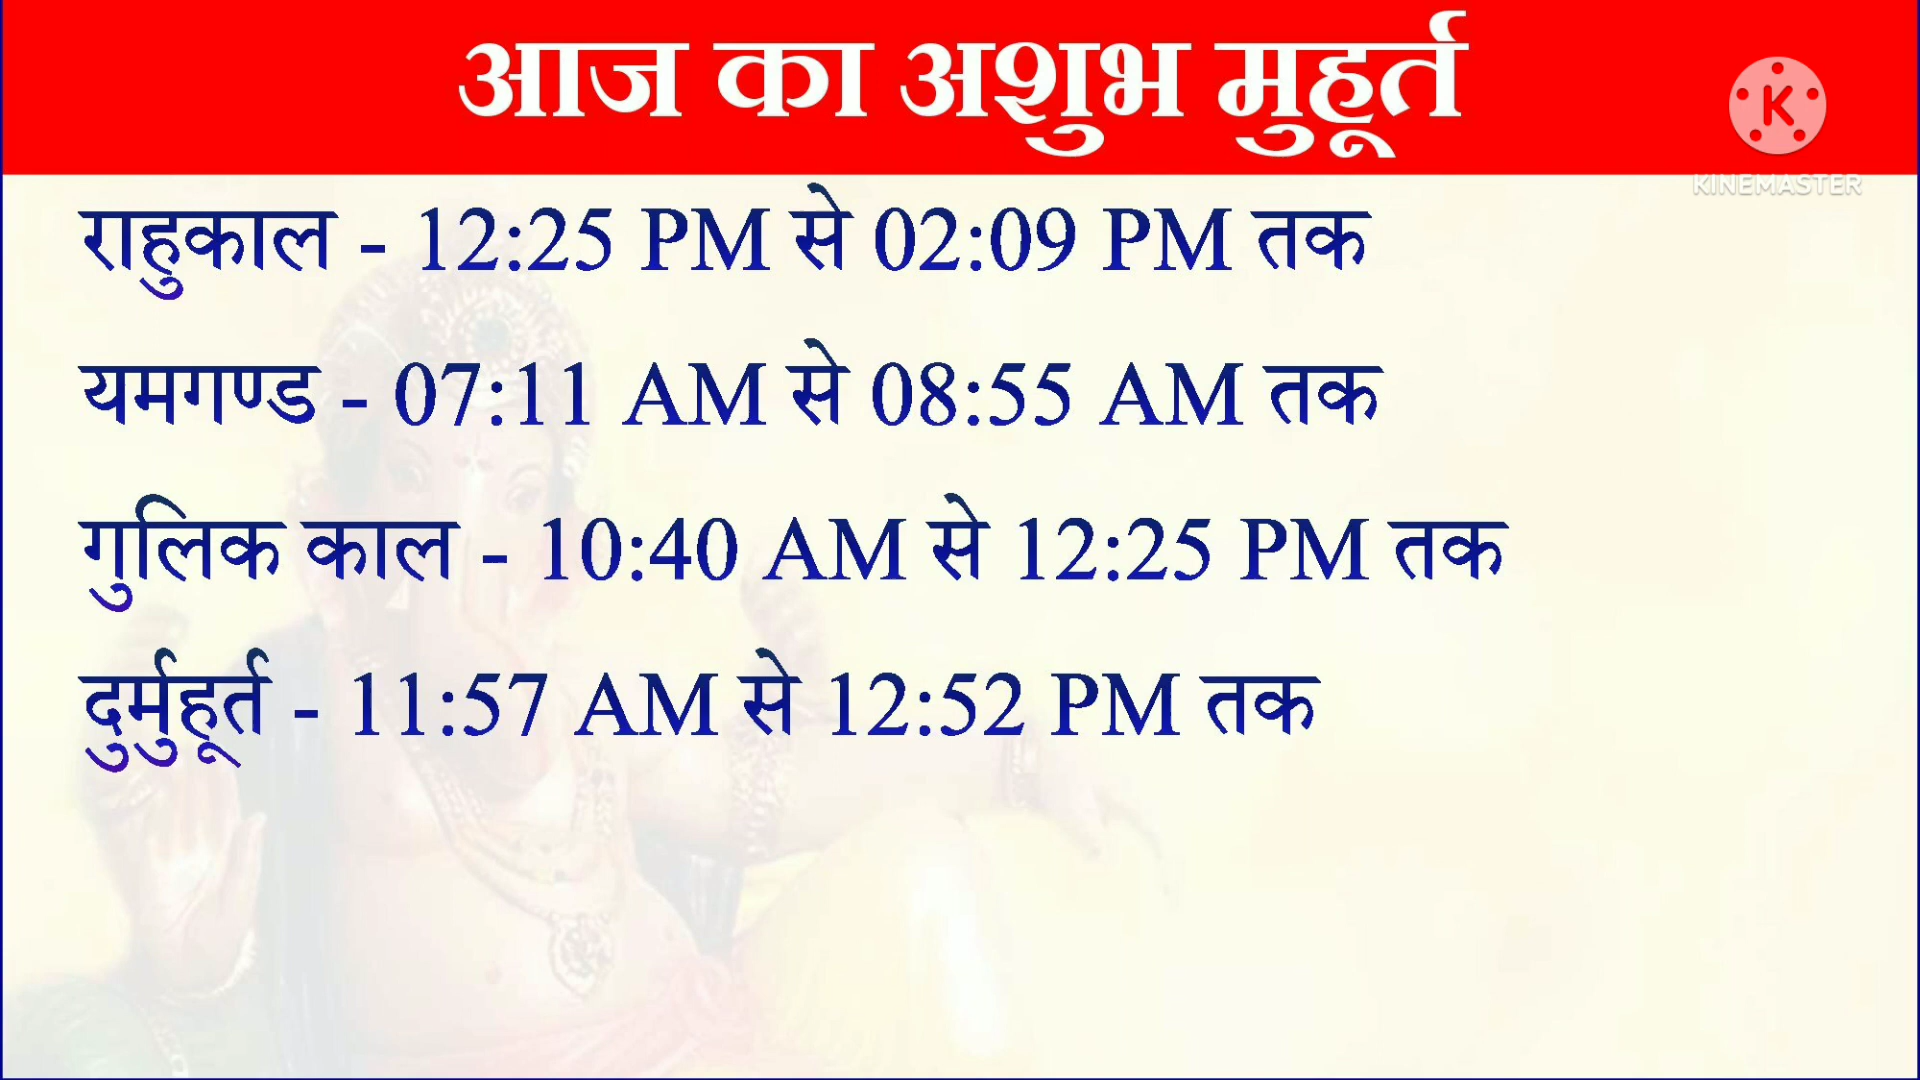 आज का अशुभ मुहूर्त
K
KINEMASTER
राहुकाल - 12:25 PM से 02:09 PM तक
यमगण्ड - 07:11 AM से 08:55 AM तक
गुलिक काल - 10:40 AM से 12:25 PM तक
दुर्मुहूर्त - 11:57 AM से 12:52 PM तक